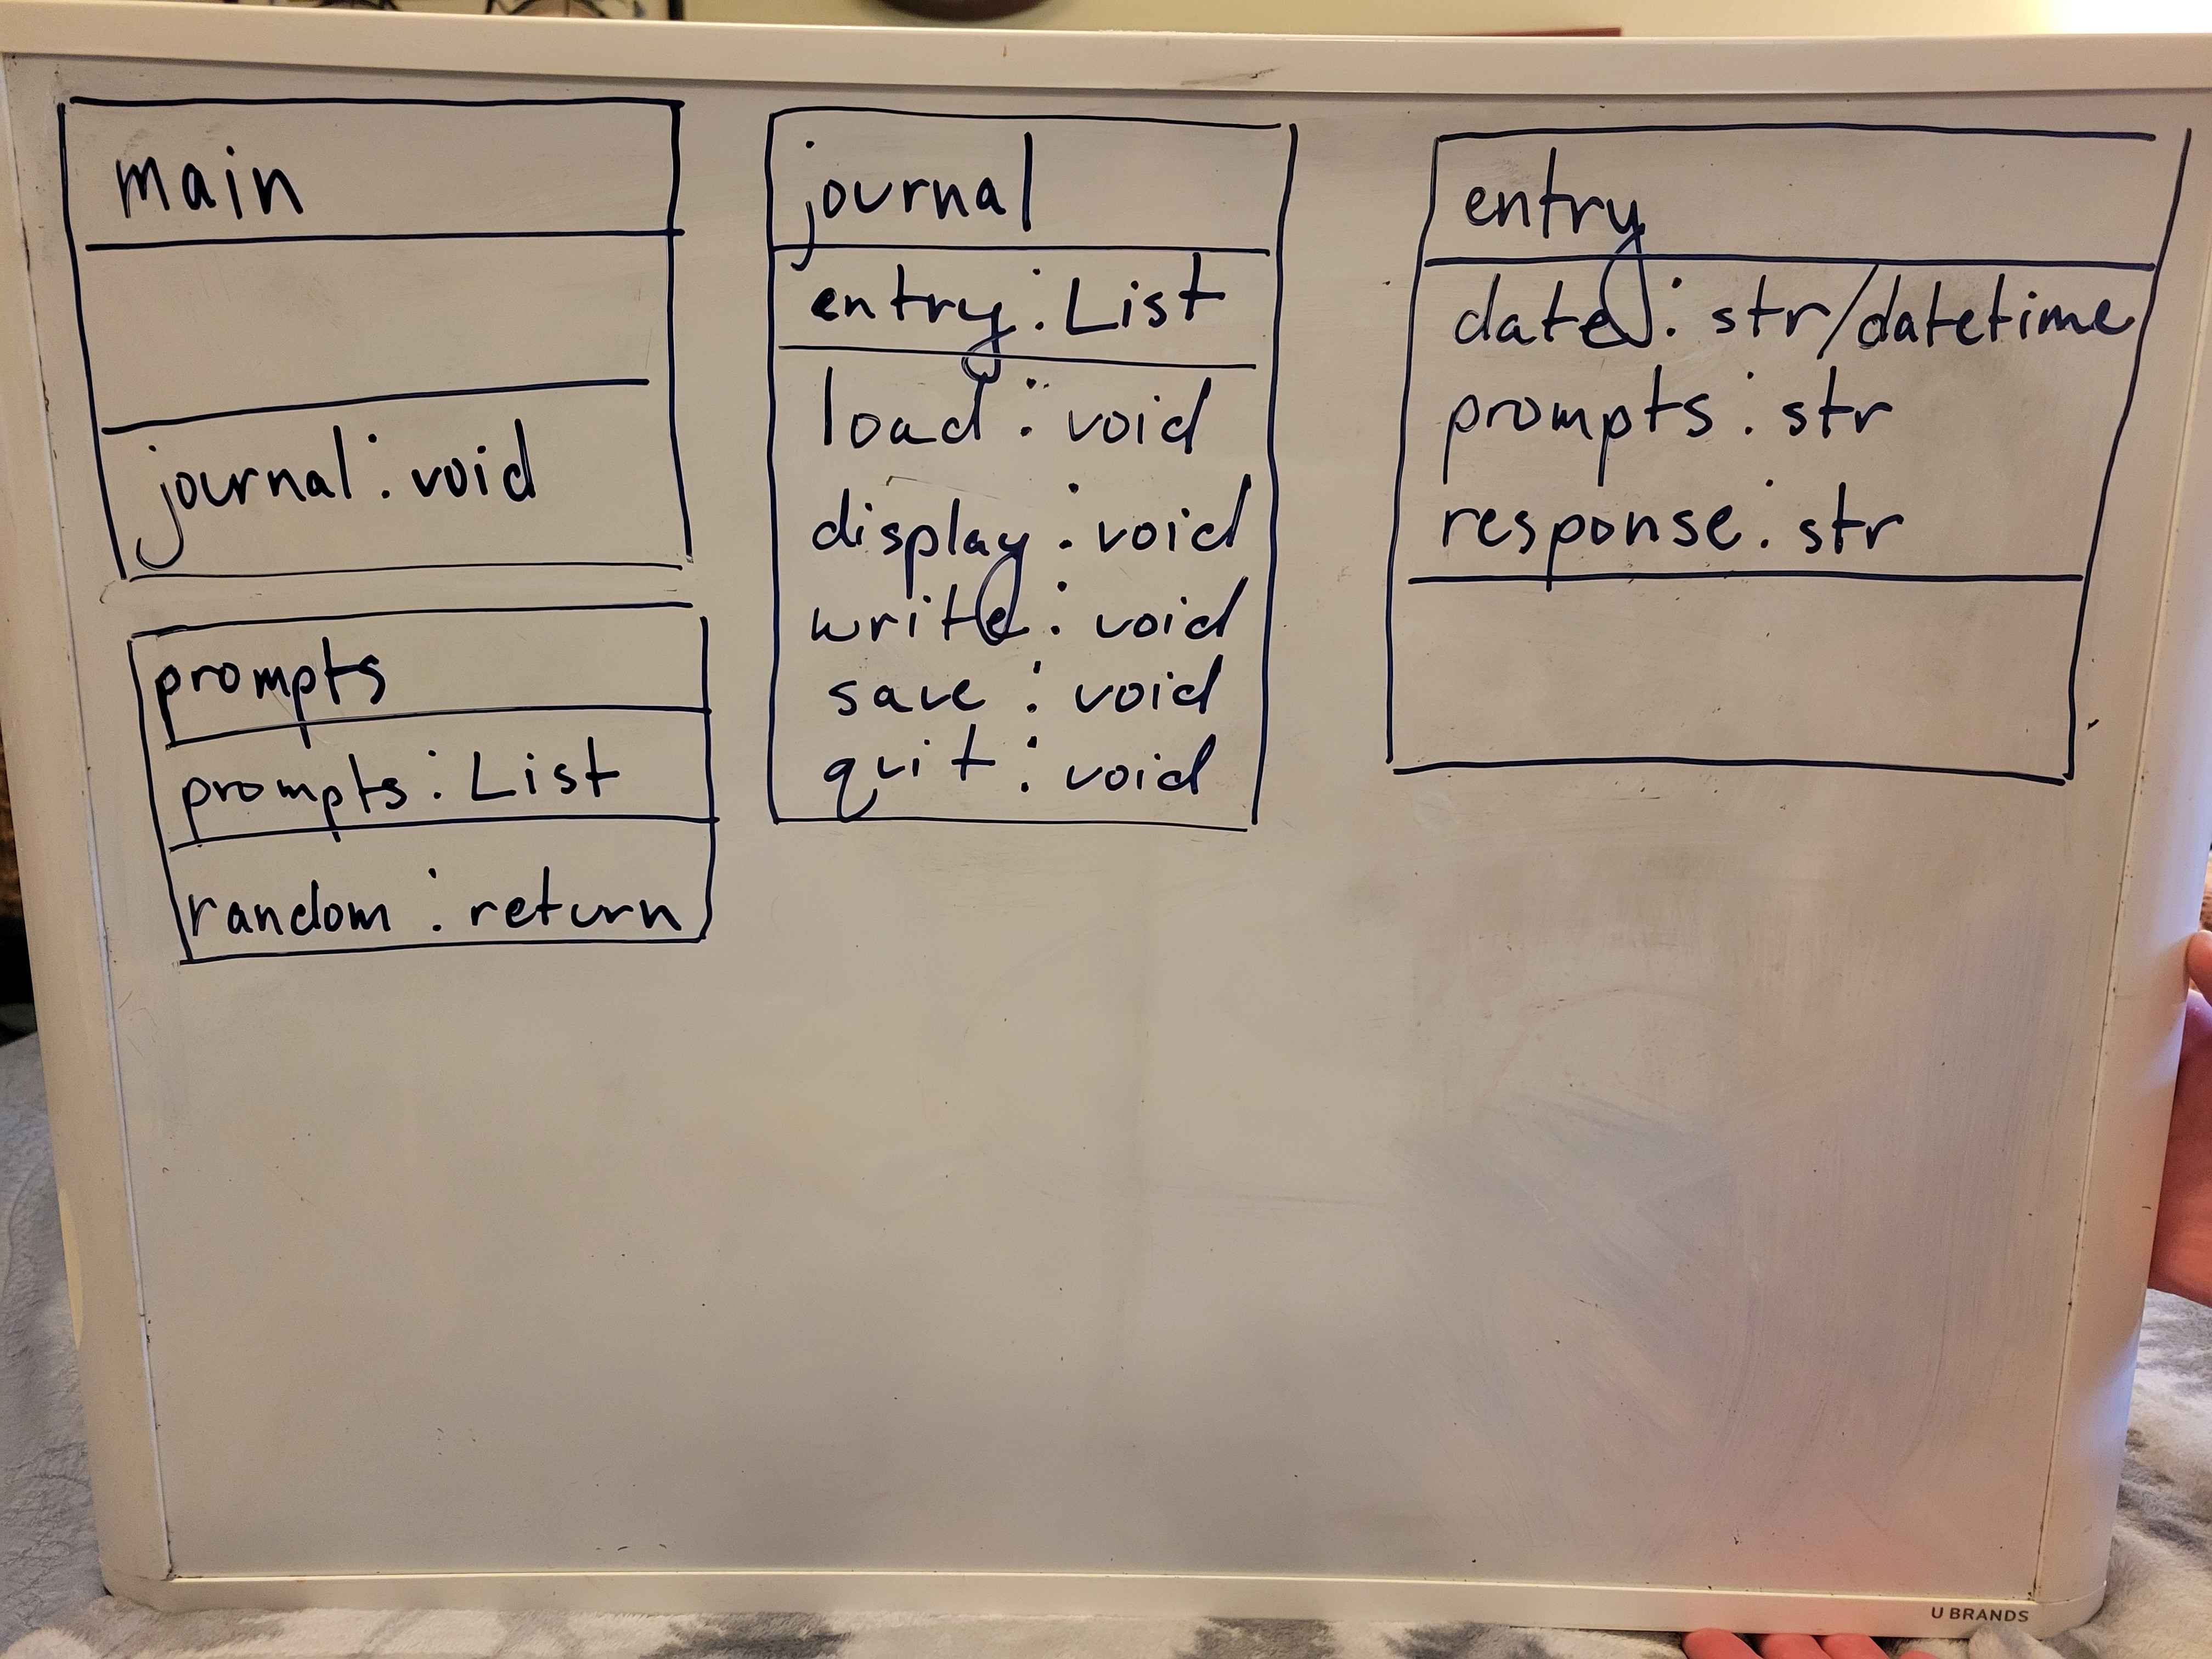 main
journal : void
prompts
prompts : List
random : return
journal
entry : List
load : void
display : void
write : void
save : void
quit : void
entry
date : str/datetime
prompts : str
response : str
U BRANDS